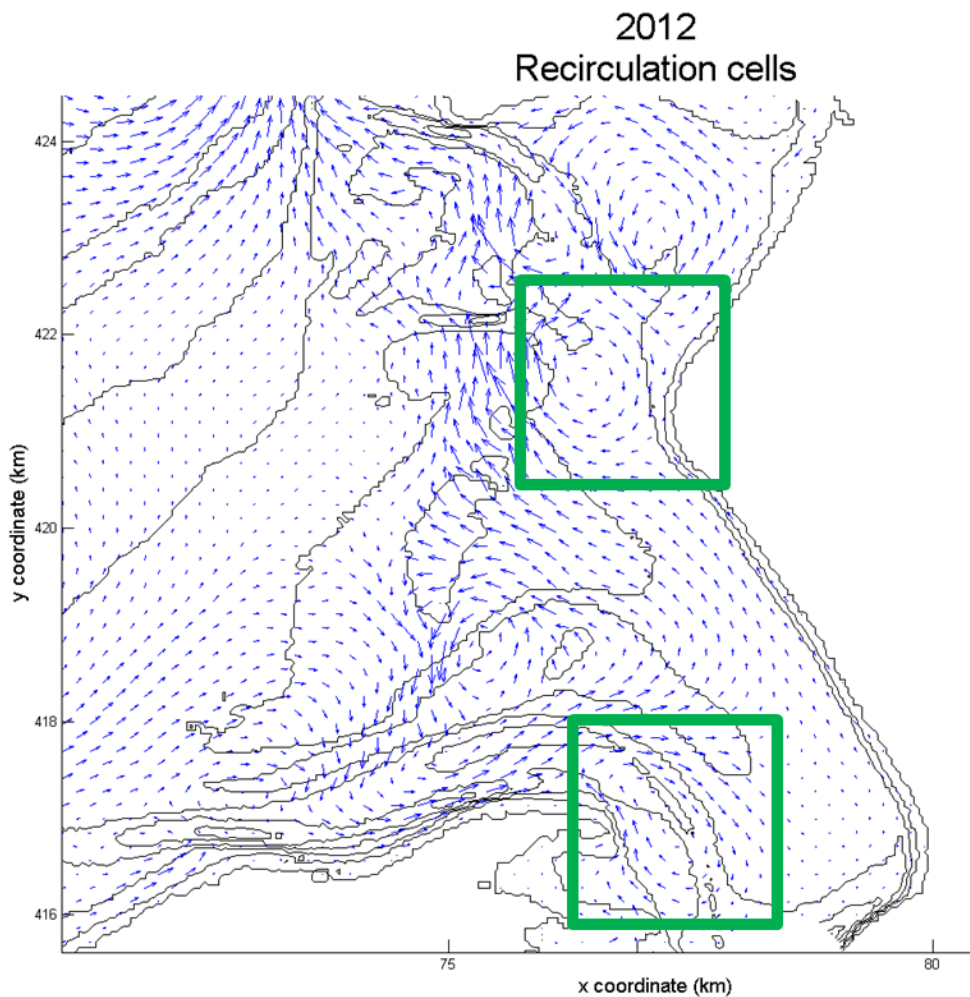 2012
Recirculation cells
424
422
420
418
416
y coordinate (km)
75
80
x coordinate (km)